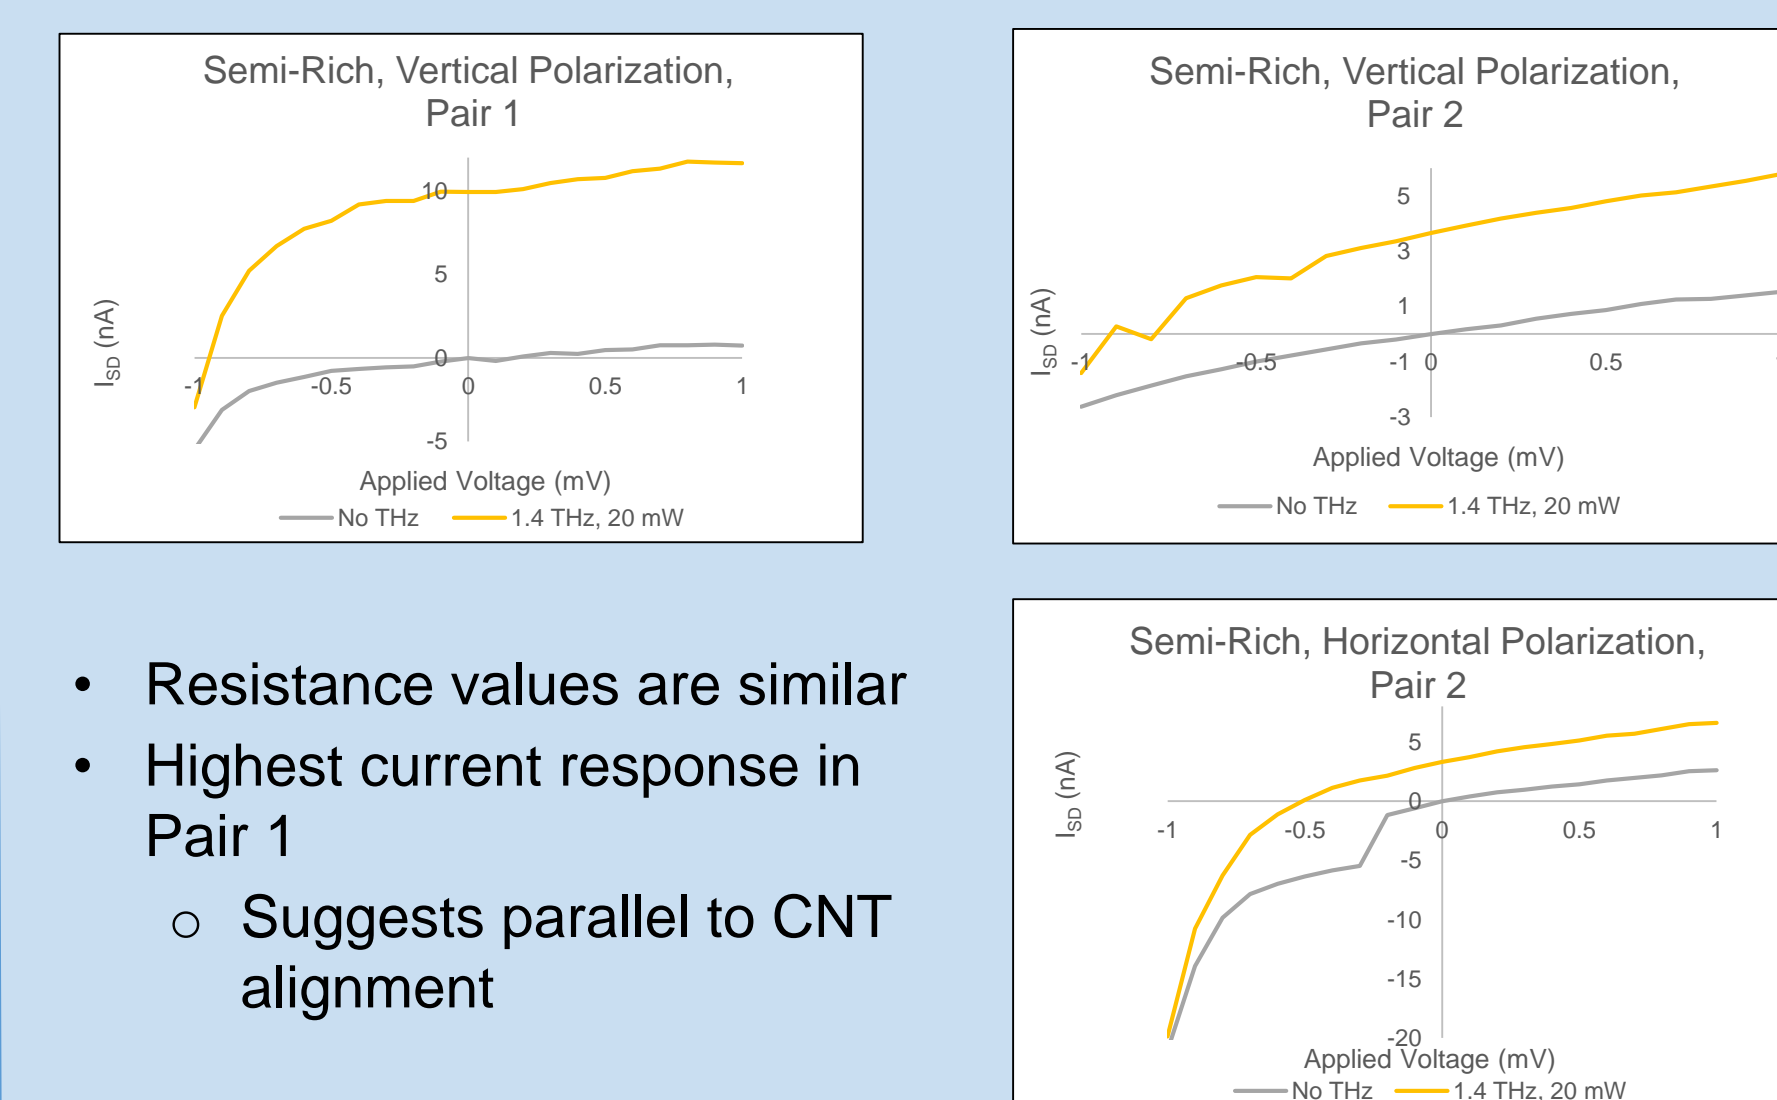 Semi-Rich, Vertical Polarization,
Pair 1
10
5
0
-5
-1
-0.5
0
0.5
1
I_SD (nA)
Applied Voltage (mV)
No THz
1.4 THz, 20 mW
Semi-Rich, Vertical Polarization,
Pair 2
5
3
1
-1
-3
-1
-0.5
0
0.5
I_SD (nA)
Applied Voltage (mV)
No THz
1.4 THz, 20 mW
• Resistance values are similar
• Highest current response in
Pair 1
○ Suggests parallel to CNT
alignment
Semi-Rich, Horizontal Polarization,
Pair 2
5
0
-5
-10
-15
-20
-1
-0.5
0
0.5
1
I_SD (nA)
Applied Voltage (mV)
No THz
1.4 THz, 20 mW